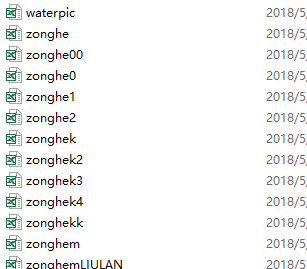 waterpic 2018/5
zonghe 2018/5
zonghe00 2018/5
zonghe0 2018/5
zonghe1 2018/5
zonghe2 2018/5
zonghek 2018/5
zonghek2 2018/5
zonghek3 2018/5
zonghek4 2018/5
zonghekk 2018/5
zonghem 2018/5
zonghemLIULAN 2018/5